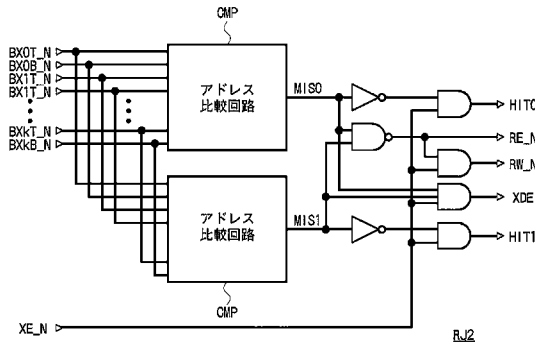 CMP
BX0T_N
BX0B_N
BX1T_N
BX1T_N
BXkT_N
BXkB_N
アドレス
比較回路
MIS0
HIT0
RE_N
RW_N
XDE
アドレス
比較回路
MIS1
HIT1
CMP
XE_N
RJ2